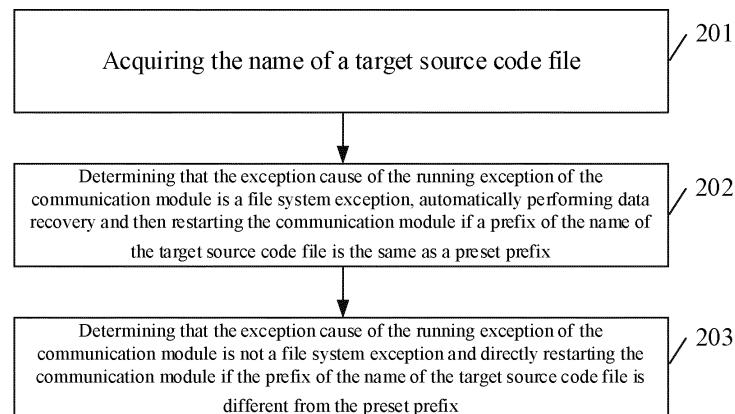 Acquiring the name of a target source code file
201
Determining that the exception cause of the running exception of the
communication module is a file system exception, automatically performing data
recovery and then restarting the communication module if a prefix of the name of
the target source code file is the same as a preset prefix
202
Determining that the exception cause of the running exception of the
communication module is not a file system exception and directly restarting the
communication module if the prefix of the name of the target source code file is
different from the preset prefix
203